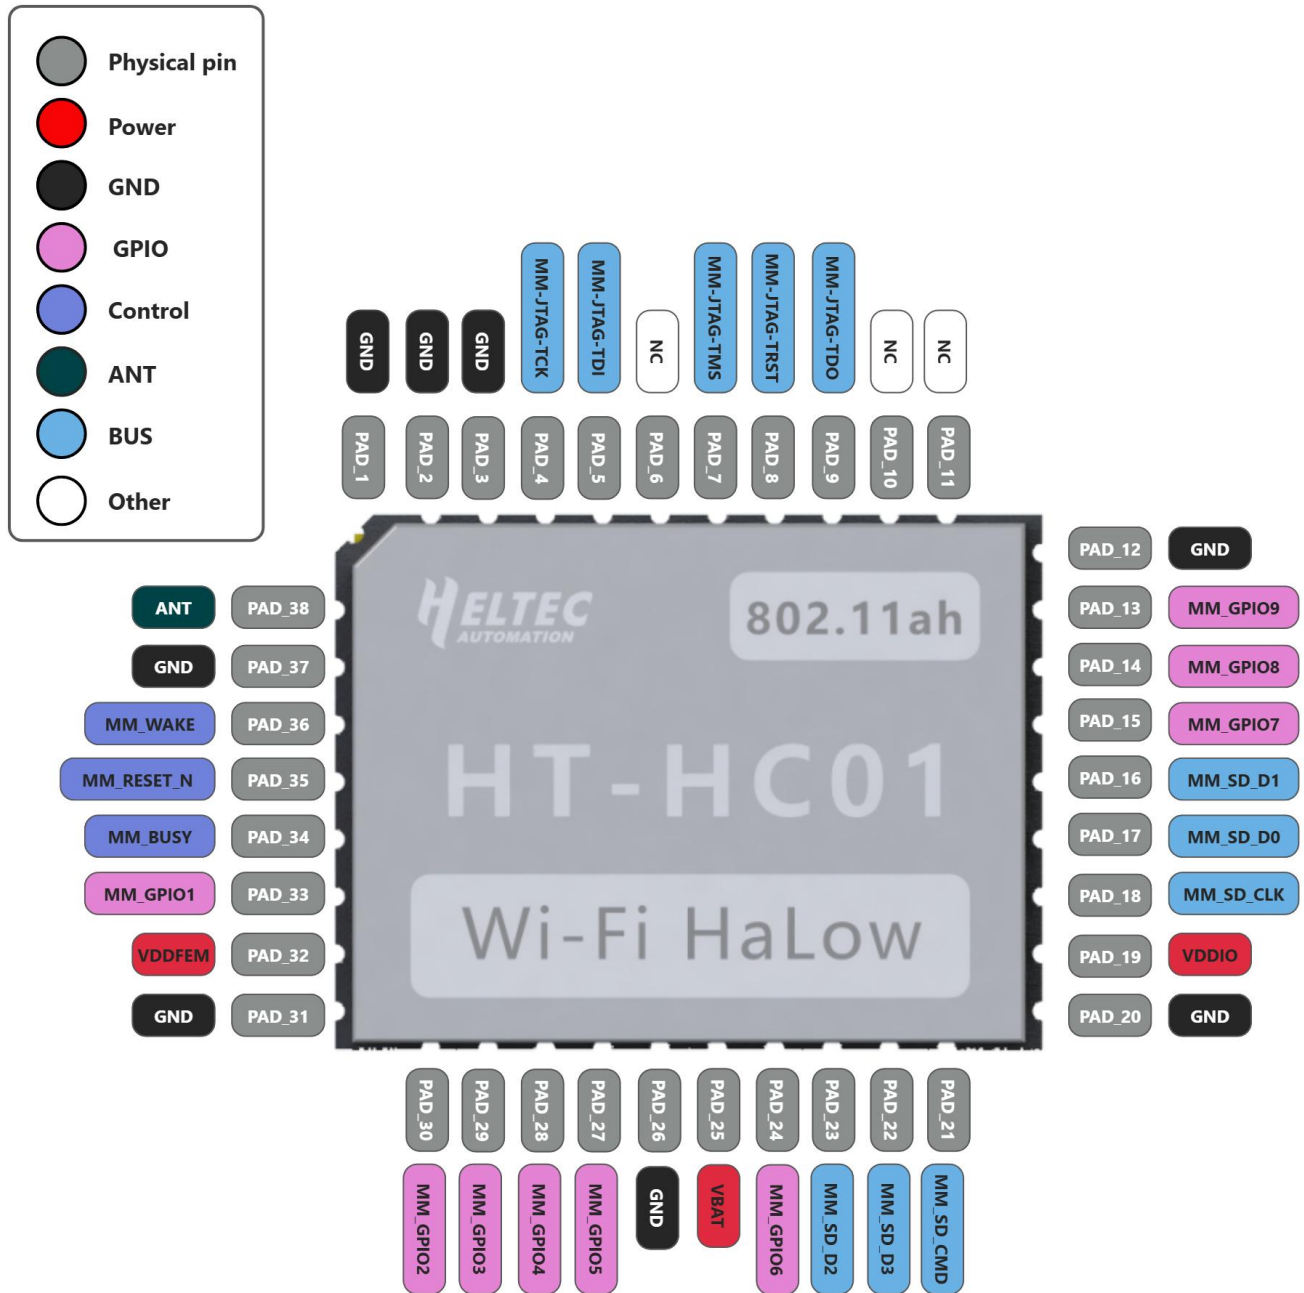 Physical pin
Power
GND
GPIO
Control
ANT
BUS
Other
GND
GND
GND
MM-JTAG-TCK
MM-JTAG-TDI
NC
MM-JTAG-TMS
MM-JTAG-TRST
MM-JTAG-TDO
NC
NC
PAD_1
PAD_2
PAD_3
PAD_4
PAD_5
PAD_6
PAD_7
PAD_8
PAD_9
PAD_10
PAD_11
ANT PAD_38
GND PAD_37
MM_WAKE PAD_36
MM_RESET_N PAD_35
MM_BUSY PAD_34
MM_GPIO1 PAD_33
VDDFEM PAD_32
GND PAD_31
HELTEC
AUTOMATION
802.11ah
HT-HC01
Wi-Fi HaLow
PAD_12 GND
PAD_13 MM_GPIO9
PAD_14 MM_GPIO8
PAD_15 MM_GPIO7
PAD_16 MM_SD_D1
PAD_17 MM_SD_D0
PAD_18 MM_SD_CLK
PAD_19 VDDIO
PAD_20 GND
PAD_30
PAD_29
PAD_28
PAD_27
PAD_26
PAD_25
PAD_24
PAD_23
PAD_22
PAD_21
MM_GPIO2
MM_GPIO3
MM_GPIO4
MM_GPIO5
GND
VBAT
MM_GPIO6
MM_SD_D2
MM_SD_D3
MM_SD_CMD